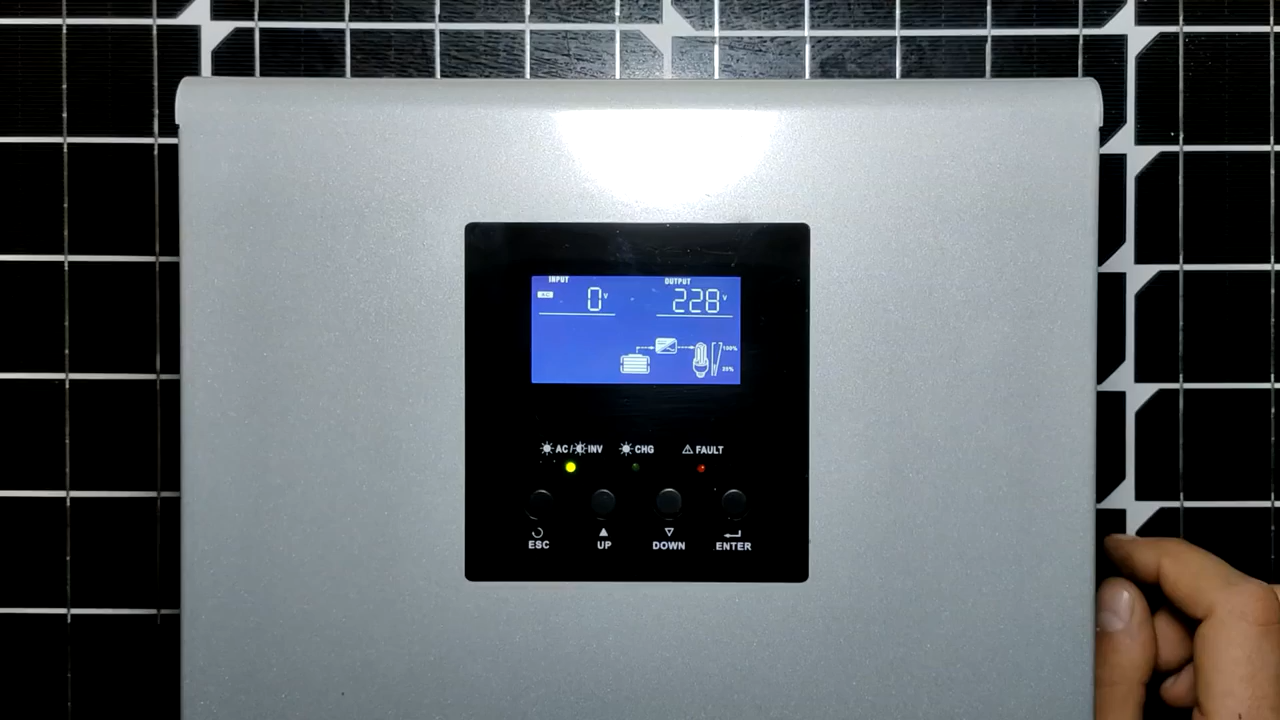 INPUT OUTPUT
AC 0V 228V
100%
25%
AC/ INV CHG FAULT
ESC UP DOWN ENTER